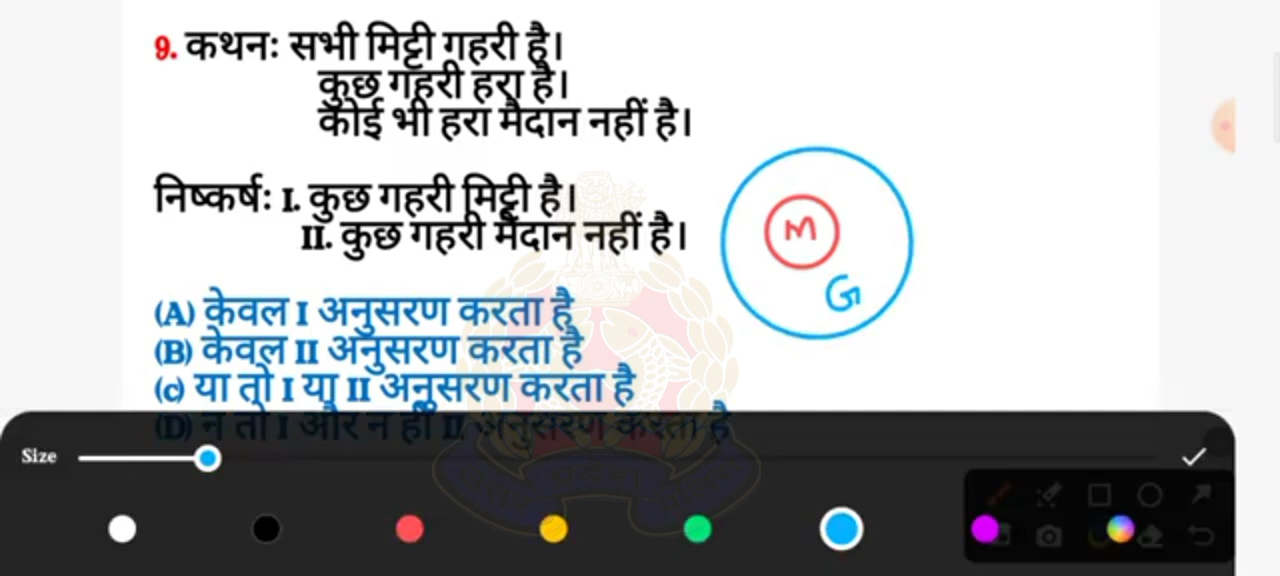 9. कथनः सभी मिट्टी गहरी है।
कुछ गहरी हरा है।
कोई भी हरा मैदान नहीं है।
निष्कर्षः I. कुछ गहरी मिट्टी है।
II. कुछ गहरी मैदान नहीं है।
M
G
(A) केवल I अनुसरण करता है
(B) केवल II अनुसरण करता है
(c) या तो I या II अनुसरण करता है
(D) न तो I और न ही II अनुसरण करता है
Size